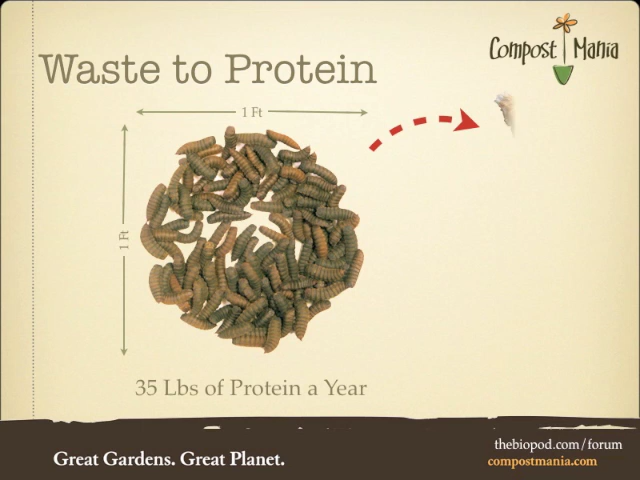 Compost Mania
Waste to Protein
1 Ft
1 Ft
35 Lbs of Protein a Year
Great Gardens. Great Planet.
thebiopod.com/forum
compostmania.com